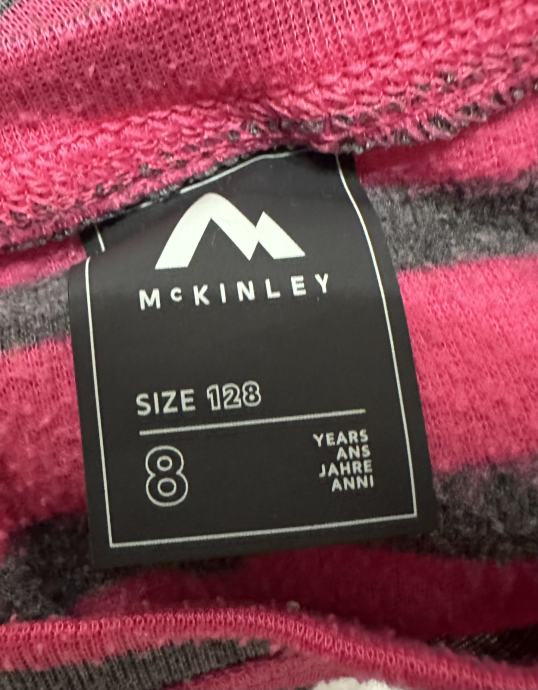 McKINLEY
SIZE 128
8
YEARS
ANS
JAHRE
ANNI